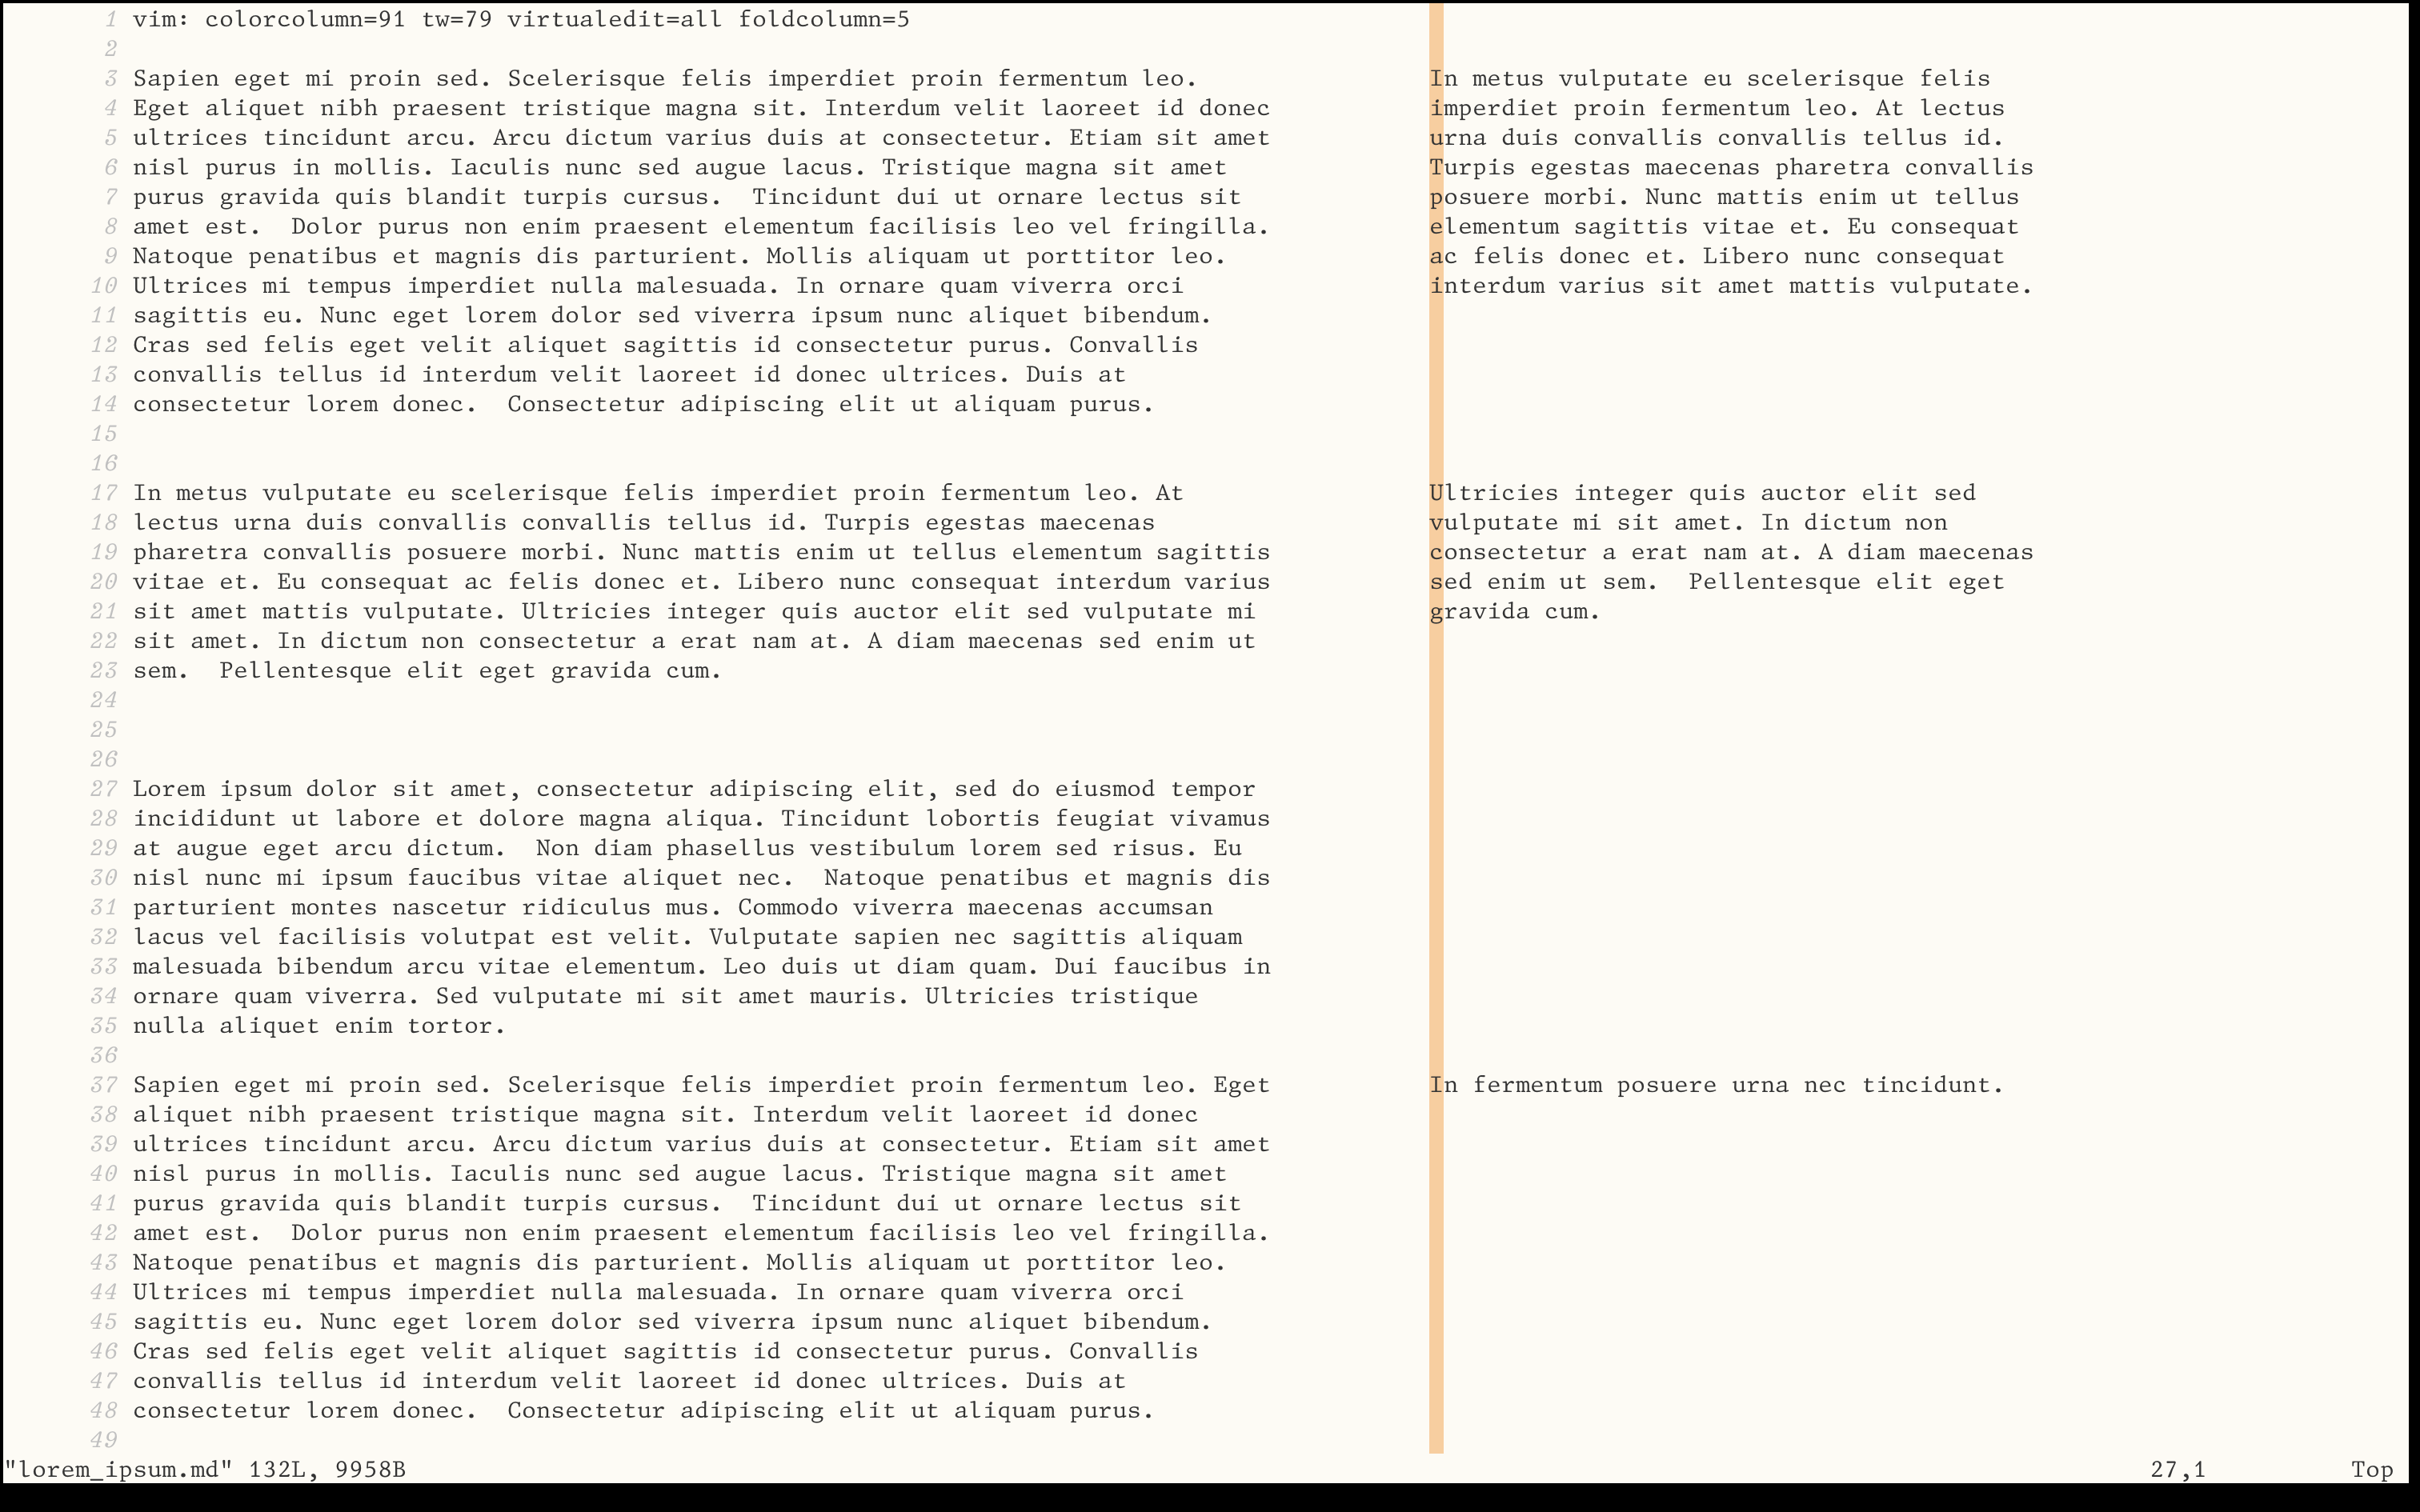 1 vim: colorcolumn=91 tw=79 virtualedit=all foldcolumn=5
2
3 Sapien eget mi proin sed. Scelerisque felis imperdiet proin fermentum leo. In metus vulputate eu scelerisque felis
4 Eget aliquet nibh praesent tristique magna sit. Interdum velit laoreet id donec imperdiet proin fermentum leo. At lectus
5 ultrices tincidunt arcu. Arcu dictum varius duis at consectetur. Etiam sit amet urna duis convallis convallis tellus id.
6 nisl purus in mollis. Iaculis nunc sed augue lacus. Tristique magna sit amet Turpis egestas maecenas pharetra convallis
7 purus gravida quis blandit turpis cursus.  Tincidunt dui ut ornare lectus sit posuere morbi. Nunc mattis enim ut tellus
8 amet est.  Dolor purus non enim praesent elementum facilisis leo vel fringilla. elementum sagittis vitae et. Eu consequat
9 Natoque penatibus et magnis dis parturient. Mollis aliquam ut porttitor leo. ac felis donec et. Libero nunc consequat
10 Ultrices mi tempus imperdiet nulla malesuada. In ornare quam viverra orci interdum varius sit amet mattis vulputate.
11 sagittis eu. Nunc eget lorem dolor sed viverra ipsum nunc aliquet bibendum.
12 Cras sed felis eget velit aliquet sagittis id consectetur purus. Convallis
13 convallis tellus id interdum velit laoreet id donec ultrices. Duis at
14 consectetur lorem donec.  Consectetur adipiscing elit ut aliquam purus.
15
16
17 In metus vulputate eu scelerisque felis imperdiet proin fermentum leo. At Ultricies integer quis auctor elit sed
18 lectus urna duis convallis convallis tellus id. Turpis egestas maecenas vulputate mi sit amet. In dictum non
19 pharetra convallis posuere morbi. Nunc mattis enim ut tellus elementum sagittis consectetur a erat nam at. A diam maecenas
20 vitae et. Eu consequat ac felis donec et. Libero nunc consequat interdum varius sed enim ut sem.  Pellentesque elit eget
21 sit amet mattis vulputate. Ultricies integer quis auctor elit sed vulputate mi gravida cum.
22 sit amet. In dictum non consectetur a erat nam at. A diam maecenas sed enim ut
23 sem.  Pellentesque elit eget gravida cum.
24
25
26
27 Lorem ipsum dolor sit amet, consectetur adipiscing elit, sed do eiusmod tempor
28 incididunt ut labore et dolore magna aliqua. Tincidunt lobortis feugiat vivamus
29 at augue eget arcu dictum.  Non diam phasellus vestibulum lorem sed risus. Eu
30 nisl nunc mi ipsum faucibus vitae aliquet nec.  Natoque penatibus et magnis dis
31 parturient montes nascetur ridiculus mus. Commodo viverra maecenas accumsan
32 lacus vel facilisis volutpat est velit. Vulputate sapien nec sagittis aliquam
33 malesuada bibendum arcu vitae elementum. Leo duis ut diam quam. Dui faucibus in
34 ornare quam viverra. Sed vulputate mi sit amet mauris. Ultricies tristique
35 nulla aliquet enim tortor.
36
37 Sapien eget mi proin sed. Scelerisque felis imperdiet proin fermentum leo. Eget In fermentum posuere urna nec tincidunt.
38 aliquet nibh praesent tristique magna sit. Interdum velit laoreet id donec
39 ultrices tincidunt arcu. Arcu dictum varius duis at consectetur. Etiam sit amet
40 nisl purus in mollis. Iaculis nunc sed augue lacus. Tristique magna sit amet
41 purus gravida quis blandit turpis cursus.  Tincidunt dui ut ornare lectus sit
42 amet est.  Dolor purus non enim praesent elementum facilisis leo vel fringilla.
43 Natoque penatibus et magnis dis parturient. Mollis aliquam ut porttitor leo.
44 Ultrices mi tempus imperdiet nulla malesuada. In ornare quam viverra orci
45 sagittis eu. Nunc eget lorem dolor sed viverra ipsum nunc aliquet bibendum.
46 Cras sed felis eget velit aliquet sagittis id consectetur purus. Convallis
47 convallis tellus id interdum velit laoreet id donec ultrices. Duis at
48 consectetur lorem donec.  Consectetur adipiscing elit ut aliquam purus.
49
"lorem_ipsum.md" 132L, 9958B 27,1 Top